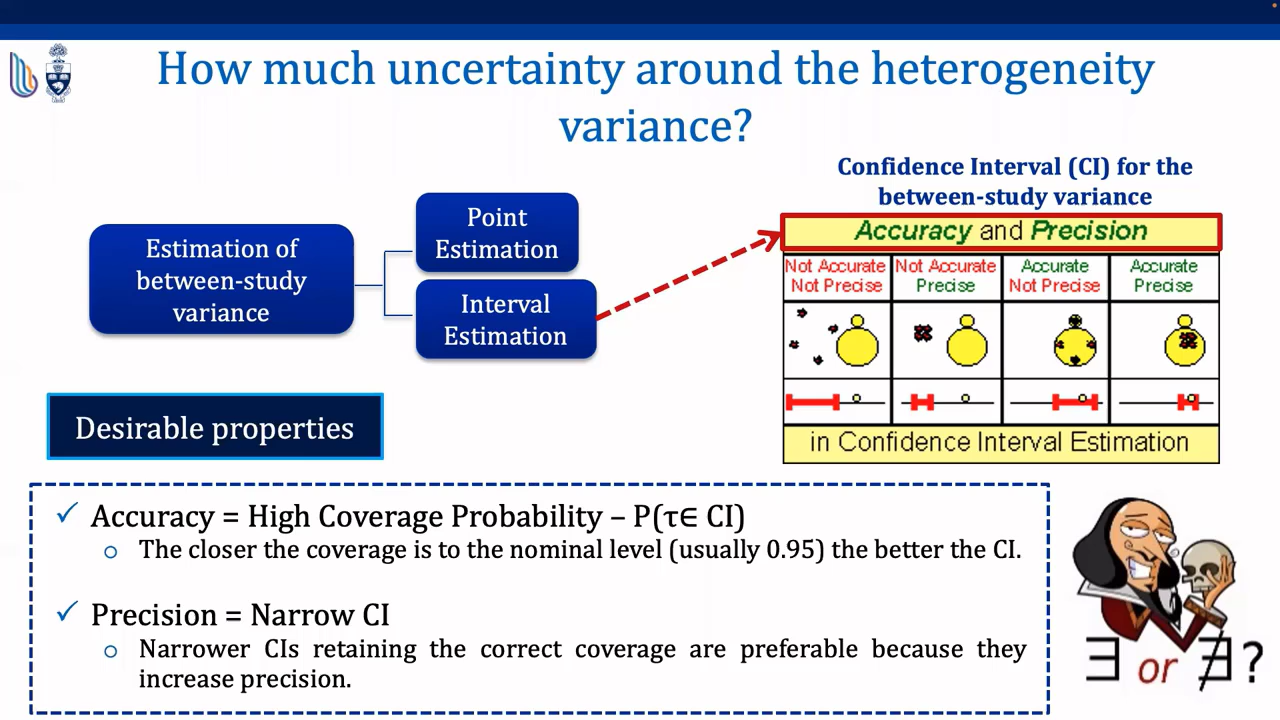 How much uncertainty around the heterogeneity
variance?
Estimation of
between-study
variance
Point
Estimation
Interval
Estimation
Confidence Interval (CI) for the
between-study variance
Accuracy and Precision
Not Accurate
Not Precise
Not Accurate
Precise
Accurate
Not Precise
Accurate
Precise
in Confidence Interval Estimation
Desirable properties
✓ Accuracy = High Coverage Probability – P(τ∈ CI)
o The closer the coverage is to the nominal level (usually 0.95) the better the CI.
✓ Precision = Narrow CI
o Narrower CIs retaining the correct coverage are preferable because they
increase precision.
∃ or ∄?